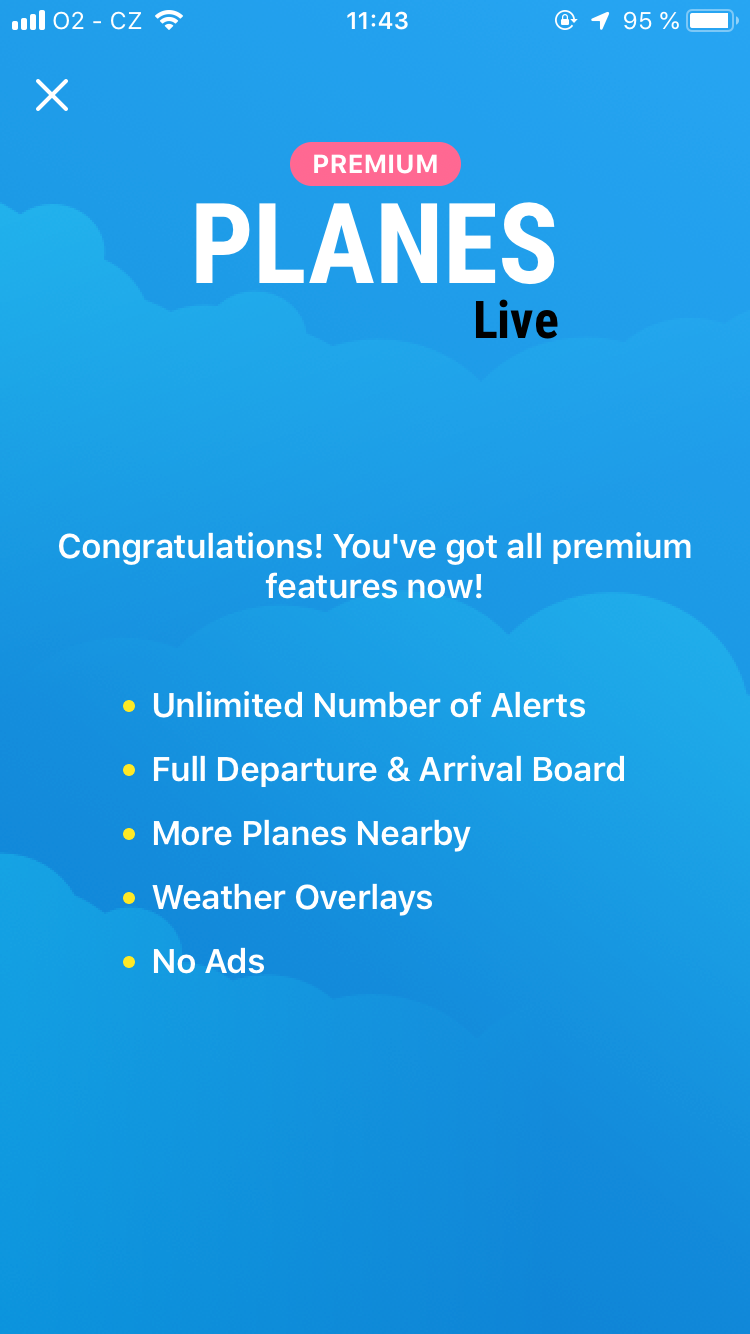 O2 - CZ 11:43 95 %
PREMIUM
PLANES
Live
Congratulations! You've got all premium
features now!
Unlimited Number of Alerts
Full Departure & Arrival Board
More Planes Nearby
Weather Overlays
No Ads